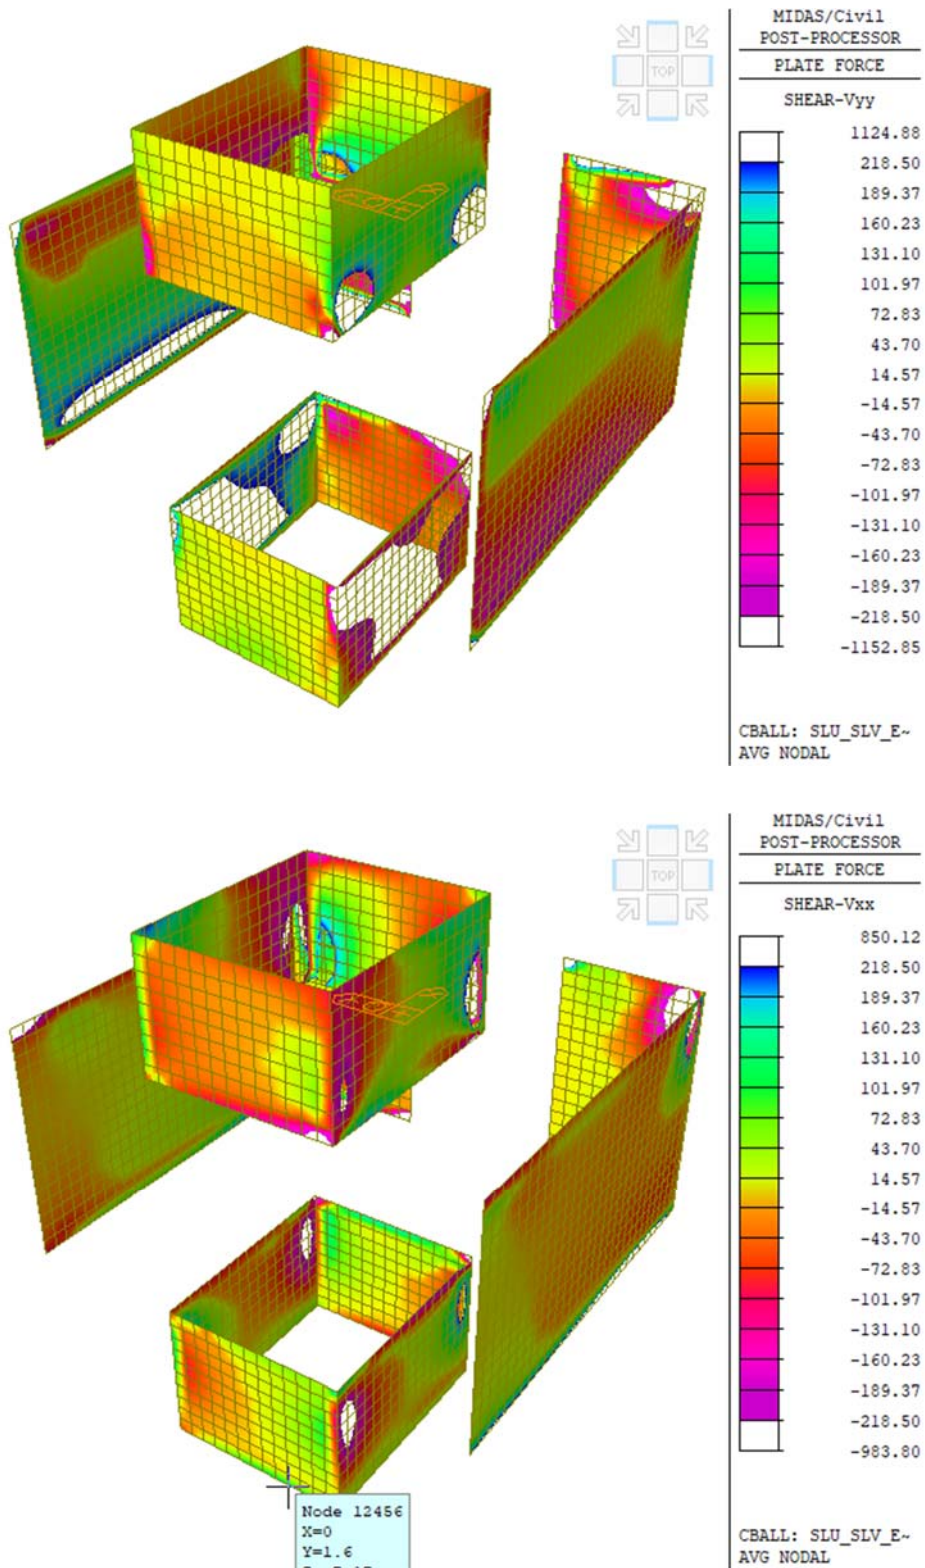 MIDAS/Civil
POST-PROCESSOR
PLATE FORCE
SHEAR-Vyy
1124.88
218.50
189.37
160.23
131.10
101.97
72.83
43.70
14.57
-14.57
-43.70
-72.83
-101.97
-131.10
-160.23
-189.37
-218.50
-1152.85
CBALL: SLU_SLV_E~
AVG NODAL
TOP
MIDAS/Civil
POST-PROCESSOR
PLATE FORCE
SHEAR-Vxx
850.12
218.50
189.37
160.23
131.10
101.97
72.83
43.70
14.57
-14.57
-43.70
-72.83
-101.97
-131.10
-160.23
-189.37
-218.50
-983.80
CBALL: SLU_SLV_E~
AVG NODAL
TOP
Node 12456
X=0
Y=1.6